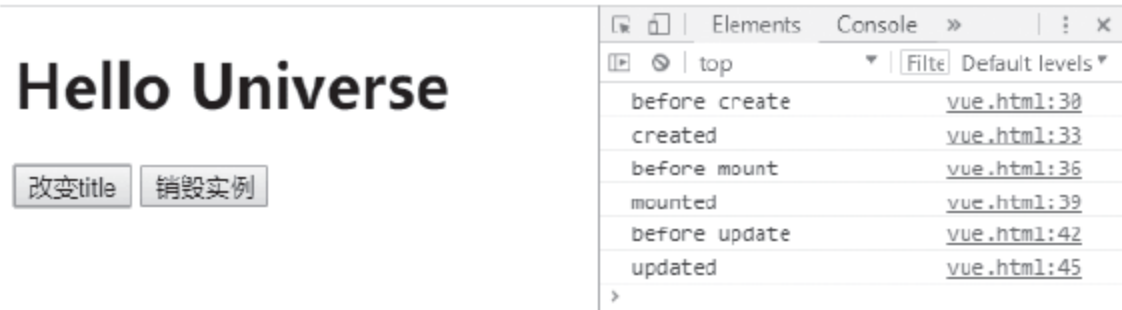 Hello Universe
改变title 销毁实例
Elements Console »
top Filte Default levels
before create vue.html:30
created vue.html:33
before mount vue.html:36
mounted vue.html:39
before update vue.html:42
updated vue.html:45